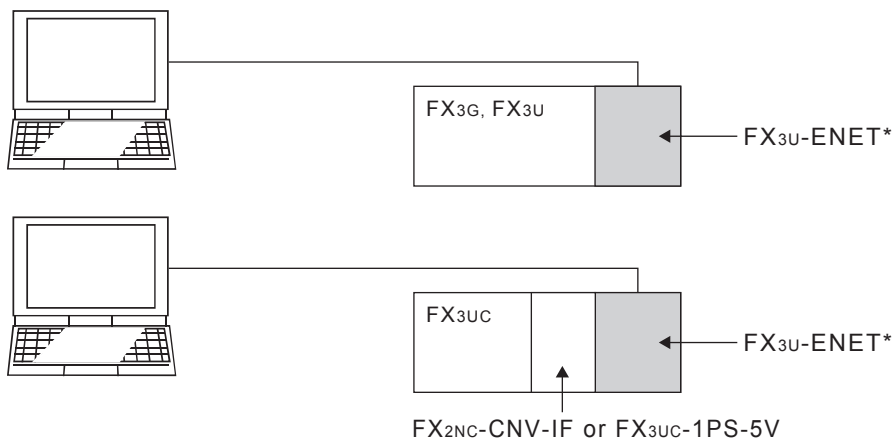 FX3G, FX3U
FX3U-ENET*
FX3UC
FX3U-ENET*
FX2NC-CNV-IF or FX3UC-1PS-5V